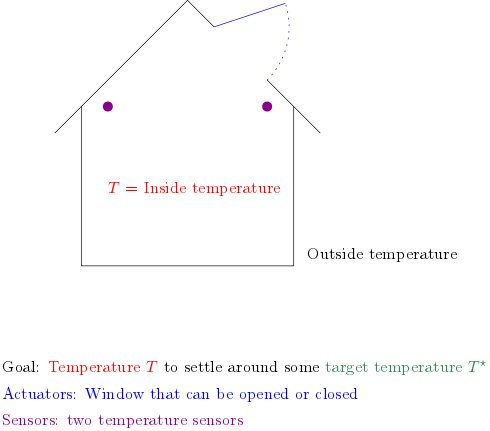 T = Inside temperature
Outside temperature
Goal: Temperature T to settle around some target temperature T*
Actuators: Window that can be opened or closed
Sensors: two temperature sensors